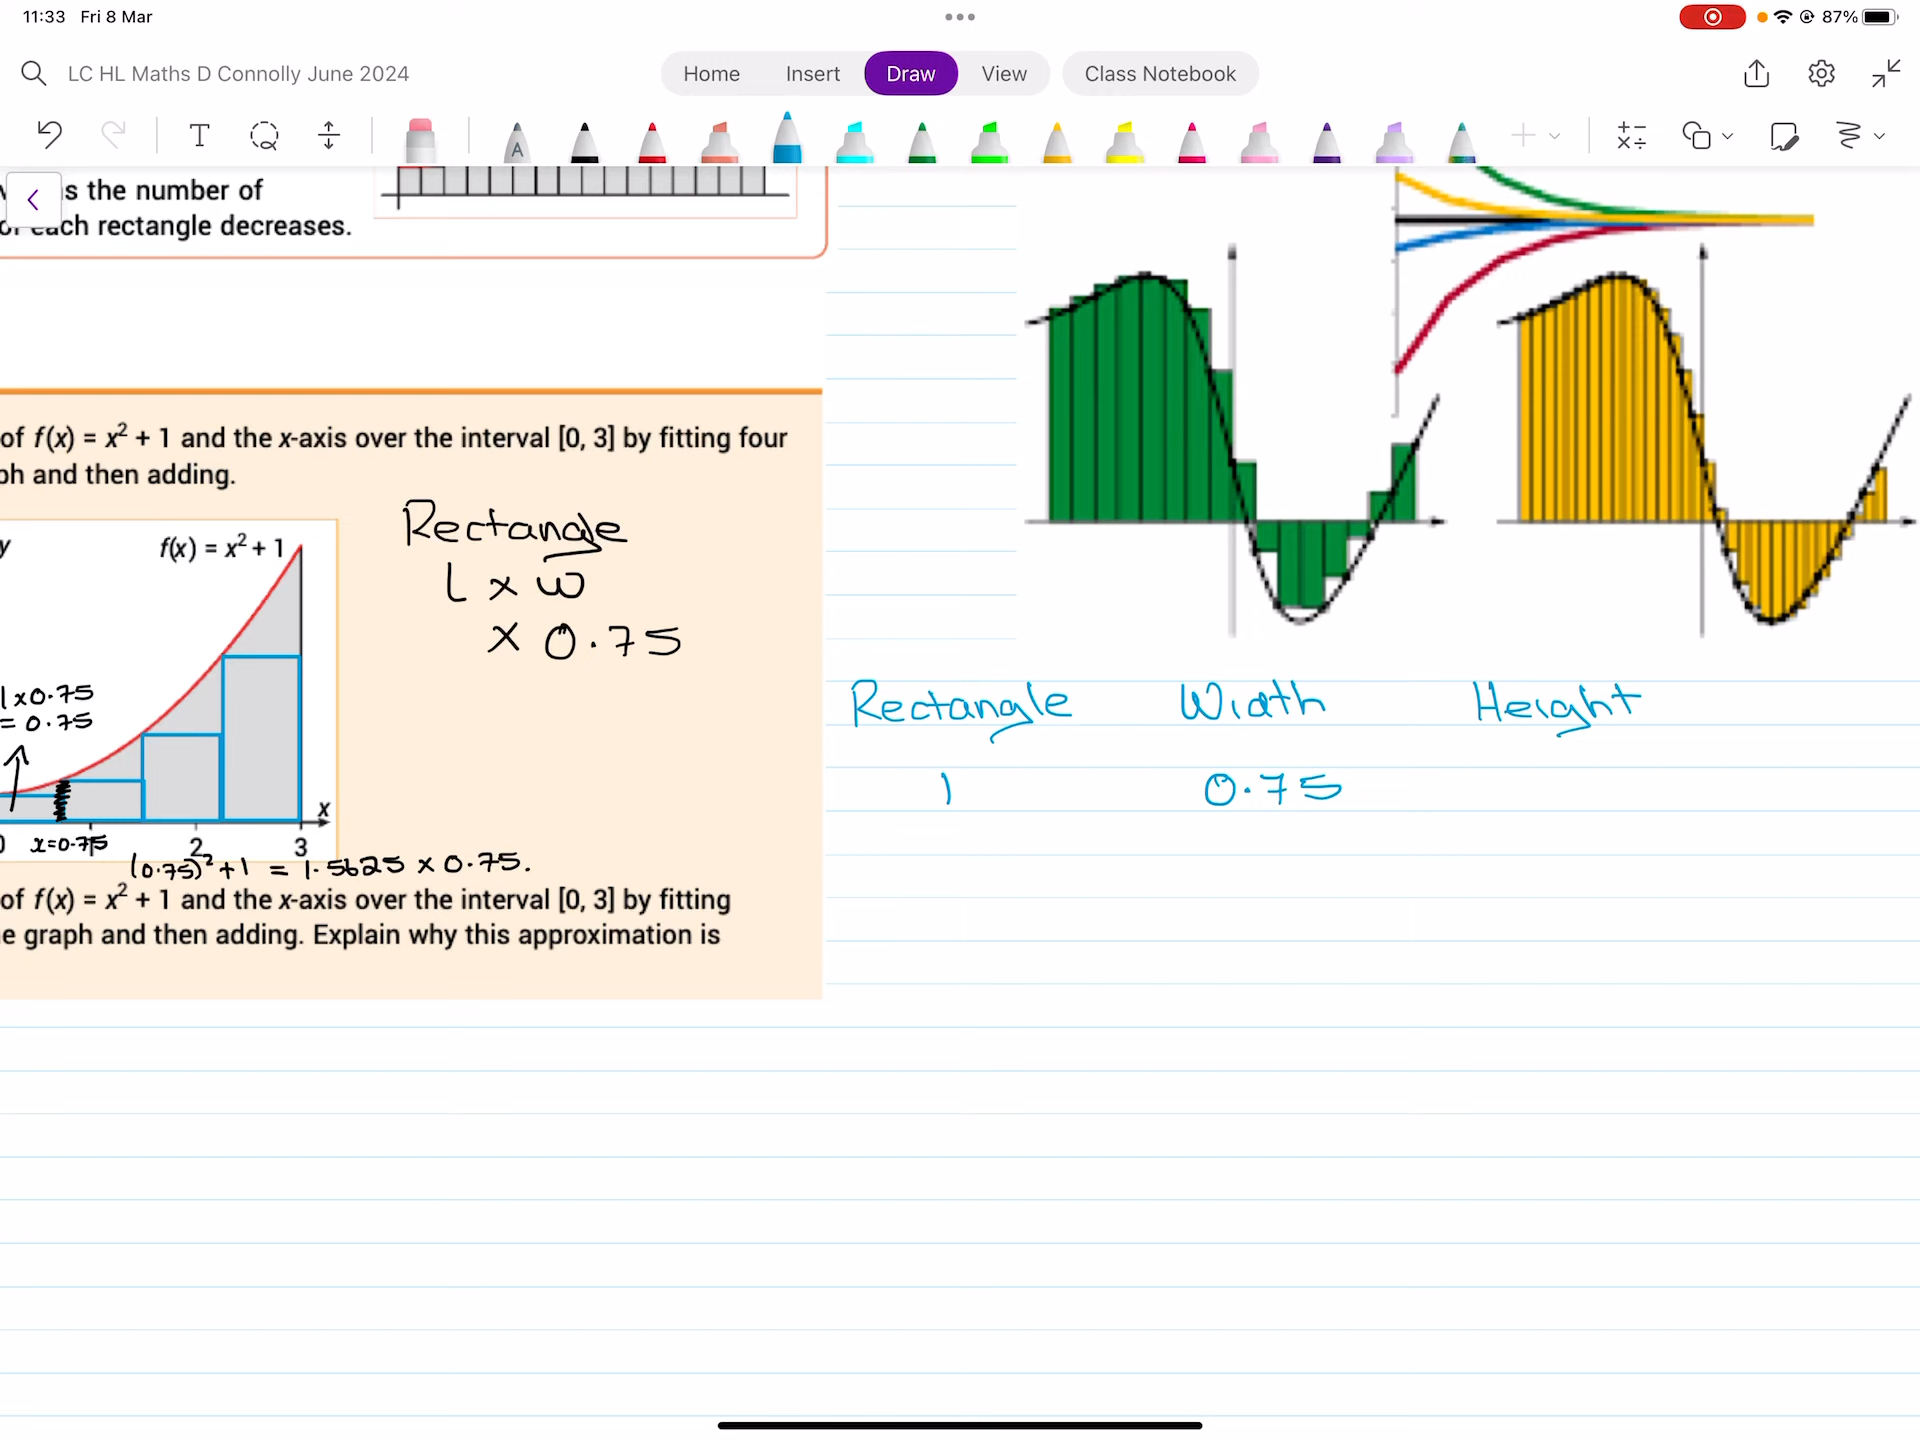 11:33 Fri 8 Mar
87%
LC HL Maths D Connolly June 2024
Home Insert Draw View Class Notebook
T
A
s the number of
each rectangle decreases.
of f(x) = x² + 1 and the x-axis over the interval [0, 3] by fitting four
ph and then adding.
y
f(x) = x² + 1
Rectangle
L × W
× 0.75
1 × 0.75
= 0.75
x
0 x=0.75 1 2 3
(0.75)² + 1 = 1.5625 × 0.75.
of f(x) = x² + 1 and the x-axis over the interval [0, 3] by fitting
e graph and then adding. Explain why this approximation is
Rectangle Width Height
1 0.75